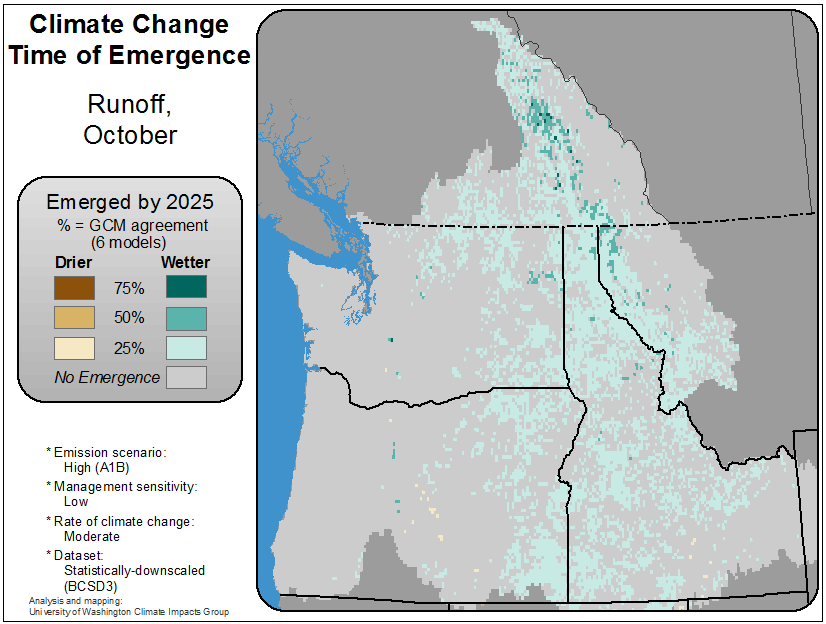 Climate Change
Time of Emergence
Runoff,
October
Emerged by 2025
% = GCM agreement
(6 models)
Drier Wetter
75%
50%
25%
No Emergence
* Emission scenario:
High (A1B)
* Management sensitivity:
Low
* Rate of climate change:
Moderate
* Dataset:
Statistically-downscaled
(BCSD3)
Analysis and mapping:
University of Washington Climate Impacts Group